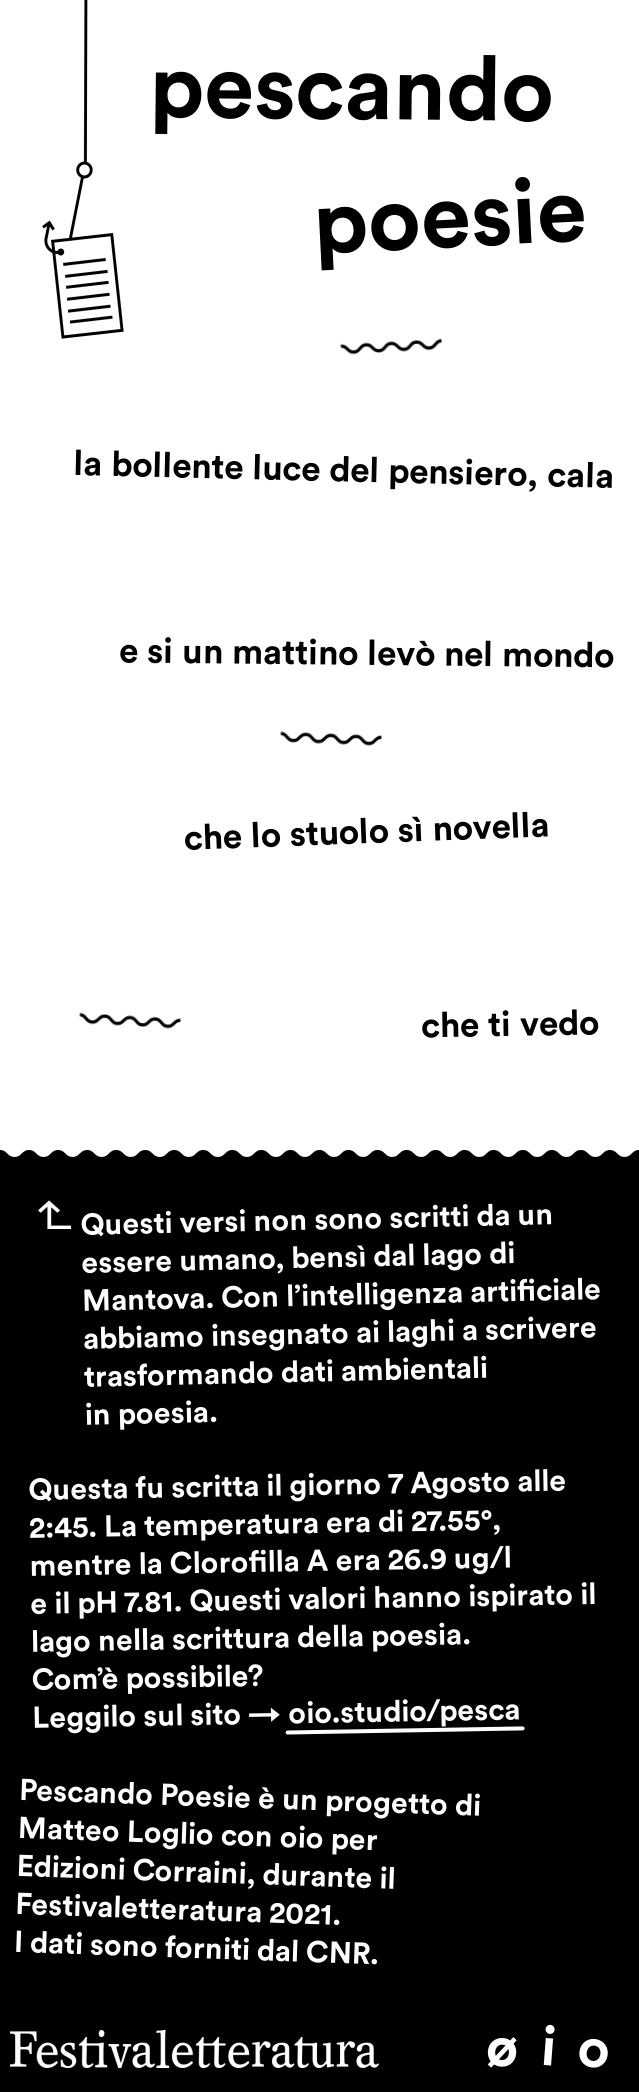 pescando
poesie
la bollente luce del pensiero, cala
e si un mattino levò nel mondo
che lo stuolo sì novella
che ti vedo
Questi versi non sono scritti da un
essere umano, bensì dal lago di
Mantova. Con l’intelligenza artificiale
abbiamo insegnato ai laghi a scrivere
trasformando dati ambientali
in poesia.
Questa fu scritta il giorno 7 Agosto alle
2:45. La temperatura era di 27.55°,
mentre la Clorofilla A era 26.9 ug/l
e il pH 7.81. Questi valori hanno ispirato il
lago nella scrittura della poesia.
Com’è possibile?
Leggilo sul sito → oio.studio/pesca
Pescando Poesie è un progetto di
Matteo Loglio con oio per
Edizioni Corraini, durante il
Festivaletteratura 2021.
I dati sono forniti dal CNR.
Festivaletteratura
ø i o